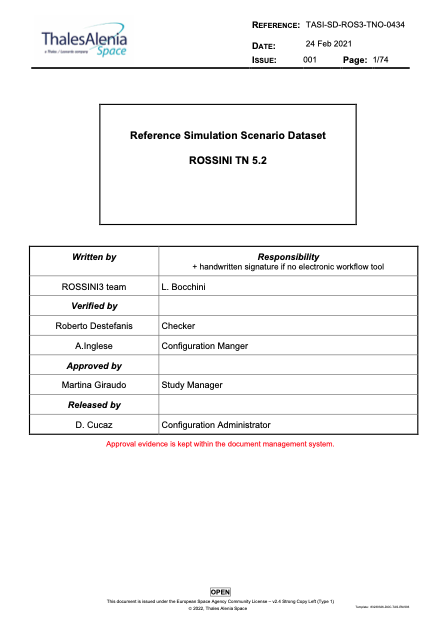 ThalesAlenia
a Thales / Leonardo company
Space
REFERENCE: TASI-SD-ROS3-TNO-0434
DATE: 24 Feb 2021
ISSUE: 001 Page: 1/74
Reference Simulation Scenario Dataset
ROSSINI TN 5.2
Written by Responsibility
+ handwritten signature if no electronic workflow tool
ROSSINI3 team L. Bocchini
Verified by
Roberto Destefanis Checker
A.Inglese Configuration Manger
Approved by
Martina Giraudo Study Manager
Released by
D. Cucaz Configuration Administrator
Approval evidence is kept within the document management system.
OPEN
This document is issued under the European Space Agency Community License – v2.4 Strong Copy Left (Type 1)
© 2022, Thales Alenia Space
Template: